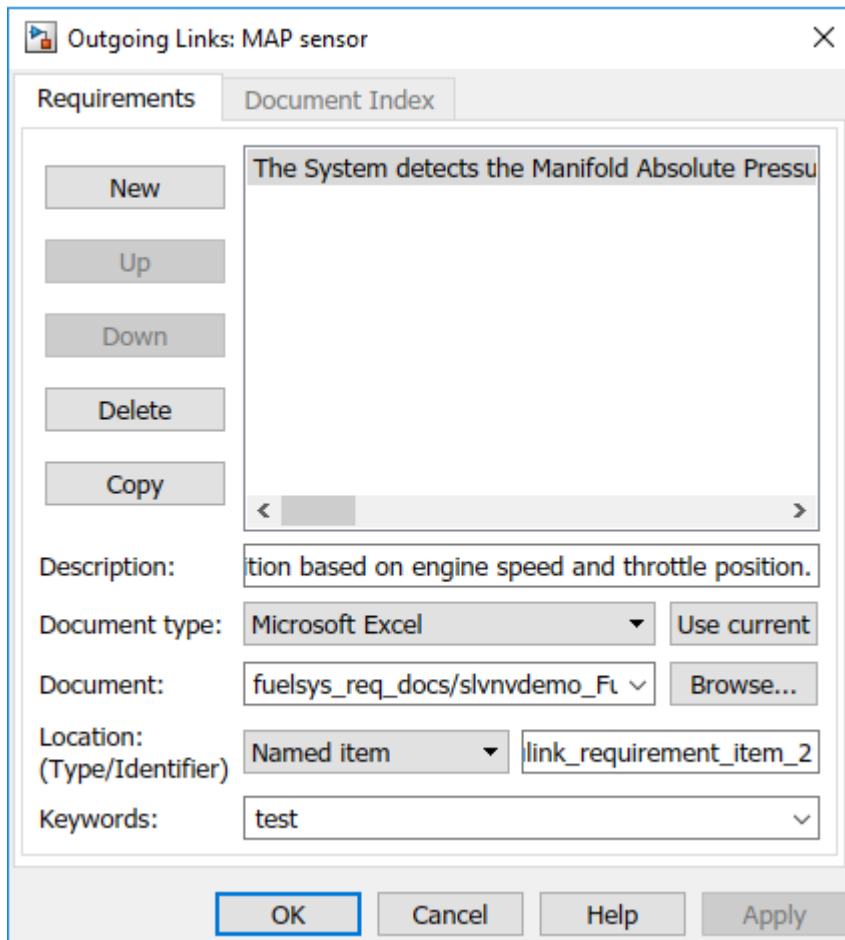 Outgoing Links: MAP sensor
Requirements Document Index
New
The System detects the Manifold Absolute Pressu
Up
Down
Delete
Copy
Description: ition based on engine speed and throttle position.
Document type: Microsoft Excel Use current
Document: fuelsys_req_docs/slvnvdemo_Fu Browse...
Location:
(Type/Identifier) Named item link_requirement_item_2
Keywords: test
OK Cancel Help Apply